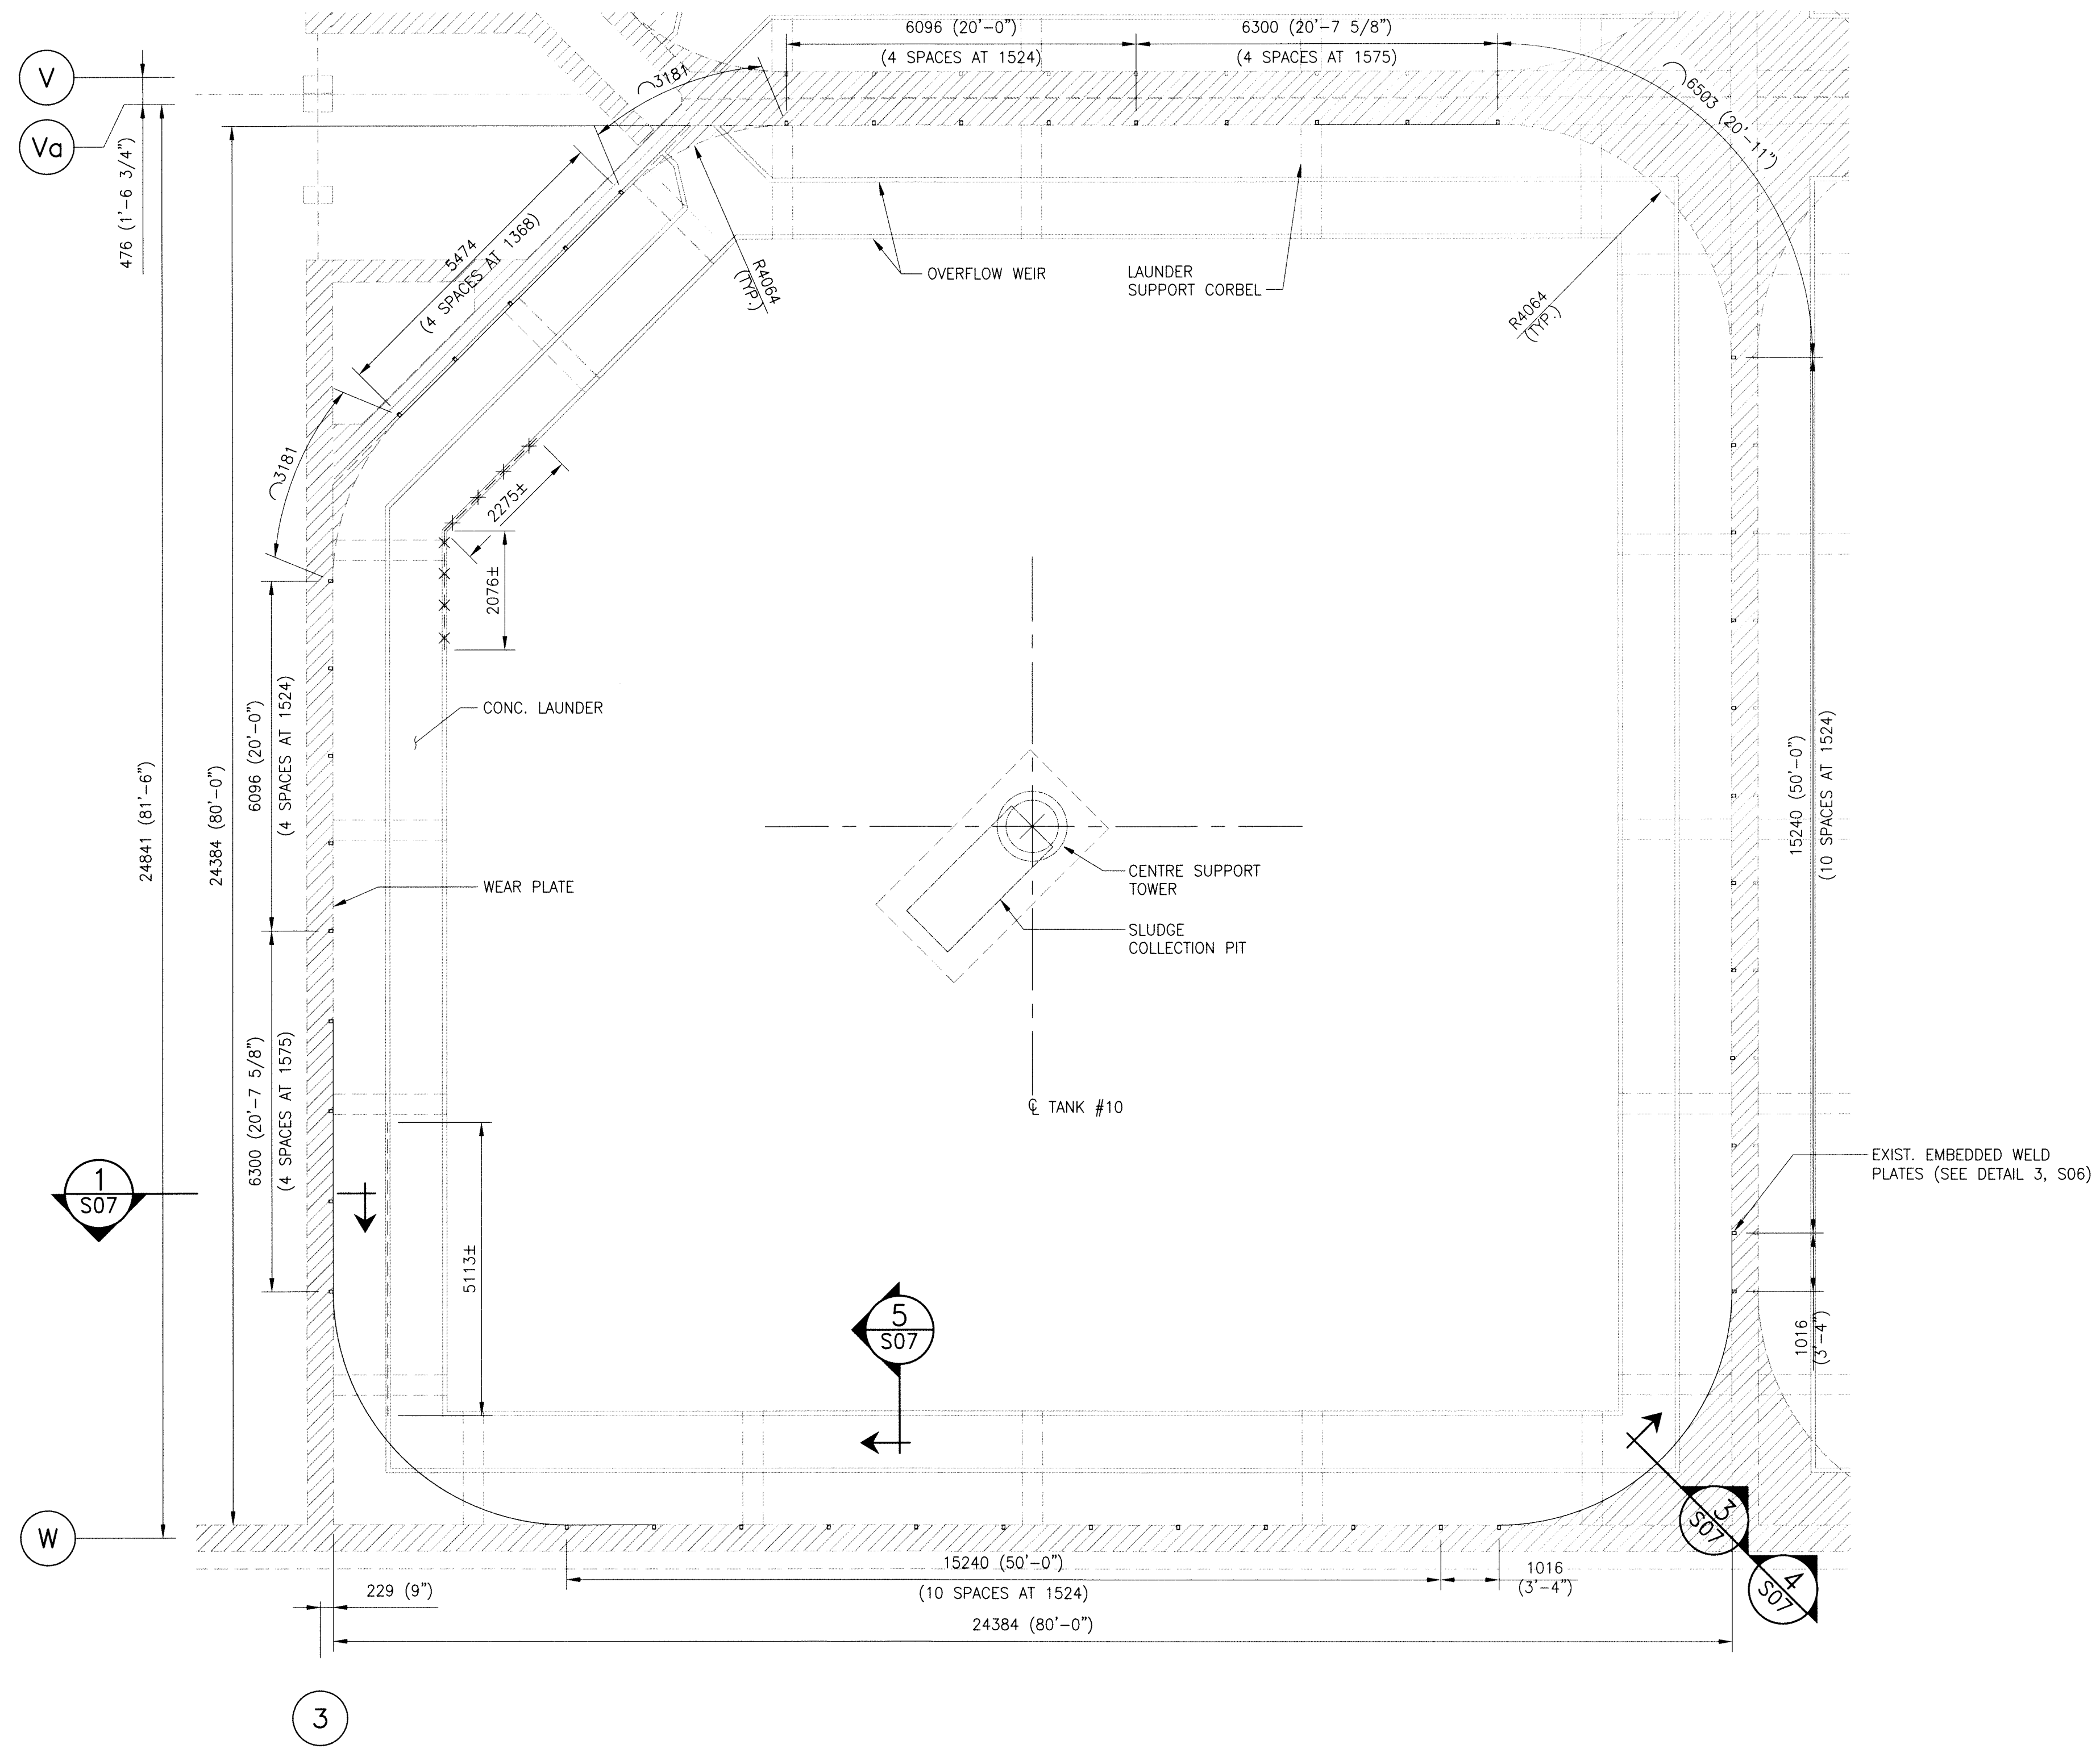 6096 (20'-0")
(4 SPACES AT 1524)
6300 (20'-7 5/8")
(4 SPACES AT 1575)
V
Va
476 (1'-6 3/4")
3181
6503 (20'-11")
5474
(4 SPACES AT 1368)
R4064
(TYP.)
OVERFLOW WEIR
LAUNDER
SUPPORT CORBEL
R4064
(TYP.)
3181
2275±
2076±
CONC. LAUNDER
6096 (20'-0")
(4 SPACES AT 1524)
24841 (81'-6")
24384 (80'-0")
WEAR PLATE
CENTRE SUPPORT
TOWER
SLUDGE
COLLECTION PIT
15240 (50'-0")
(10 SPACES AT 1524)
6300 (20'-7 5/8")
(4 SPACES AT 1575)
℄ TANK #10
EXIST. EMBEDDED WELD
PLATES (SEE DETAIL 3, S06)
1
S07
5113±
5
S07
1016
(3'-4")
3
S07
4
S07
W
15240 (50'-0")
(10 SPACES AT 1524)
1016
(3'-4")
229 (9")
24384 (80'-0")
3